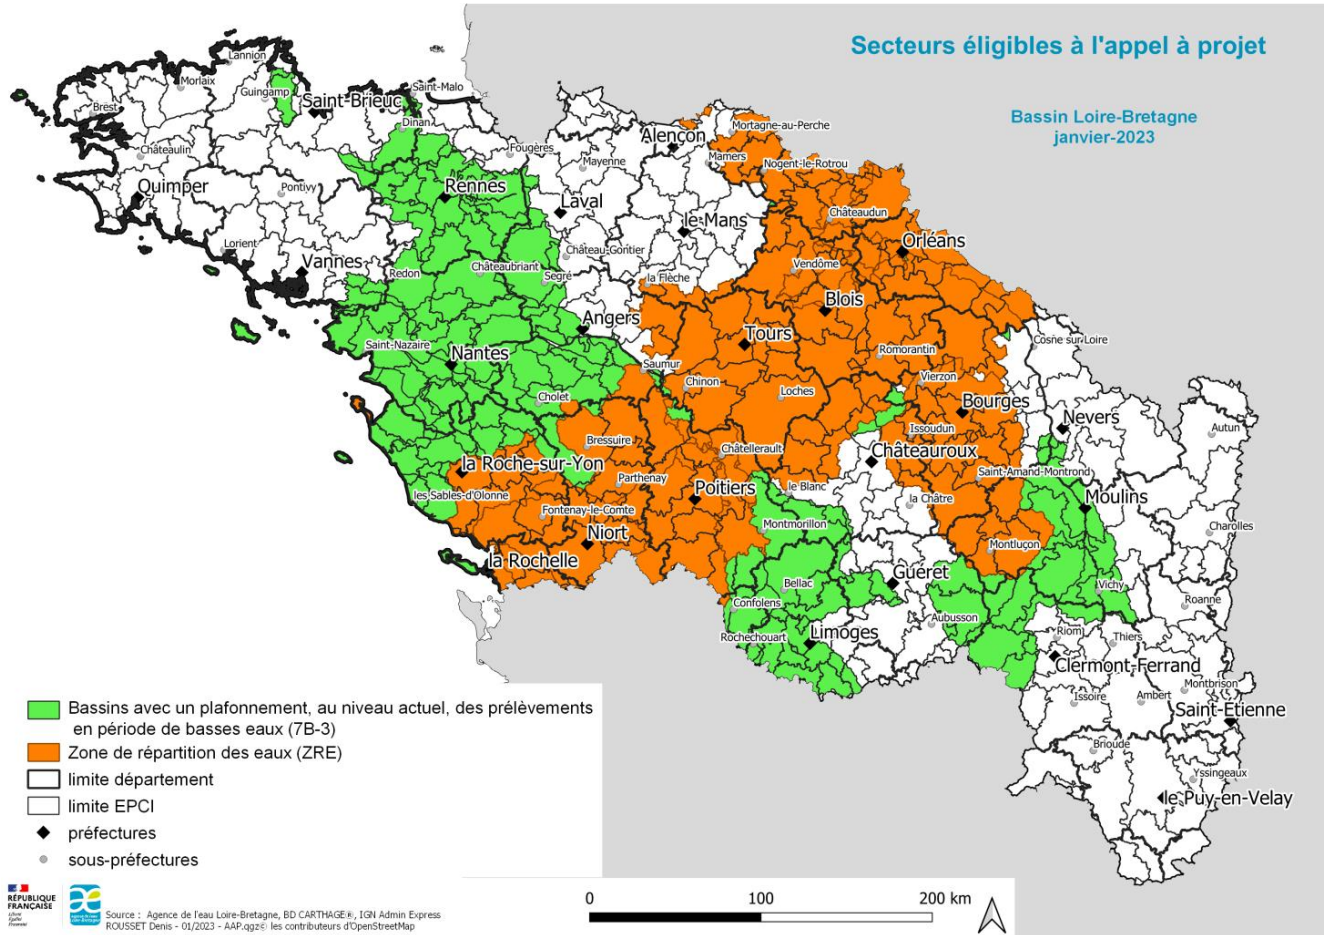 Secteurs éligibles à l'appel à projet
Bassin Loire-Bretagne
janvier-2023
Lannion
Morlaix
Guingamp
Saint-Brieuc
Saint-Malo
Brest
Dinan
Châteaulin
Fougères
Alençon
Mortagne-au-Perche
Mayenne
Mamers
Nogent-le-Rotrou
Quimper
Pontivy
Rennes
Laval
le Mans
Châteaudun
Orléans
Lorient
Vannes
Redon
Châteaubriant
Château-Gontier
Segré
la Flèche
Vendôme
Blois
Angers
Tours
Saint-Nazaire
Nantes
Saumur
Romorantin
Cosne sur Loire
Chinon
Loches
Vierzon
Cholet
Bourges
Nevers
Autun
Bressuire
Issoudun
Châtellerault
Châteauroux
la Roche-sur-Yon
Parthenay
Poitiers
le Blanc
Saint-Amand-Montrond
les Sables-d'Olonne
la Châtre
Moulins
Fontenay-le-Comte
Montmorillon
Charolles
Niort
Montluçon
la Rochelle
Guéret
Bellac
Vichy
Confolens
Roanne
Rochechouart
Limoges
Aubusson
Riom
Thiers
Clermont-Ferrand
Montbrison
Issoire
Ambert
Saint-Etienne
Brioude
Yssingeaux
le Puy-en-Velay
Bassins avec un plafonnement, au niveau actuel, des prélèvements
en période de basses eaux (7B-3)
Zone de répartition des eaux (ZRE)
limite département
limite EPCI
préfectures
sous-préfectures
0 100 200 km
RÉPUBLIQUE
FRANÇAISE
Liberté
Égalité
Fraternité
agence de l'eau
Loire-Bretagne
Source : Agence de l'eau Loire-Bretagne, BD CARTHAGE®, IGN Admin Express
ROUSSET Denis - 01/2023 - AAP.qgz© les contributeurs d'OpenStreetMap